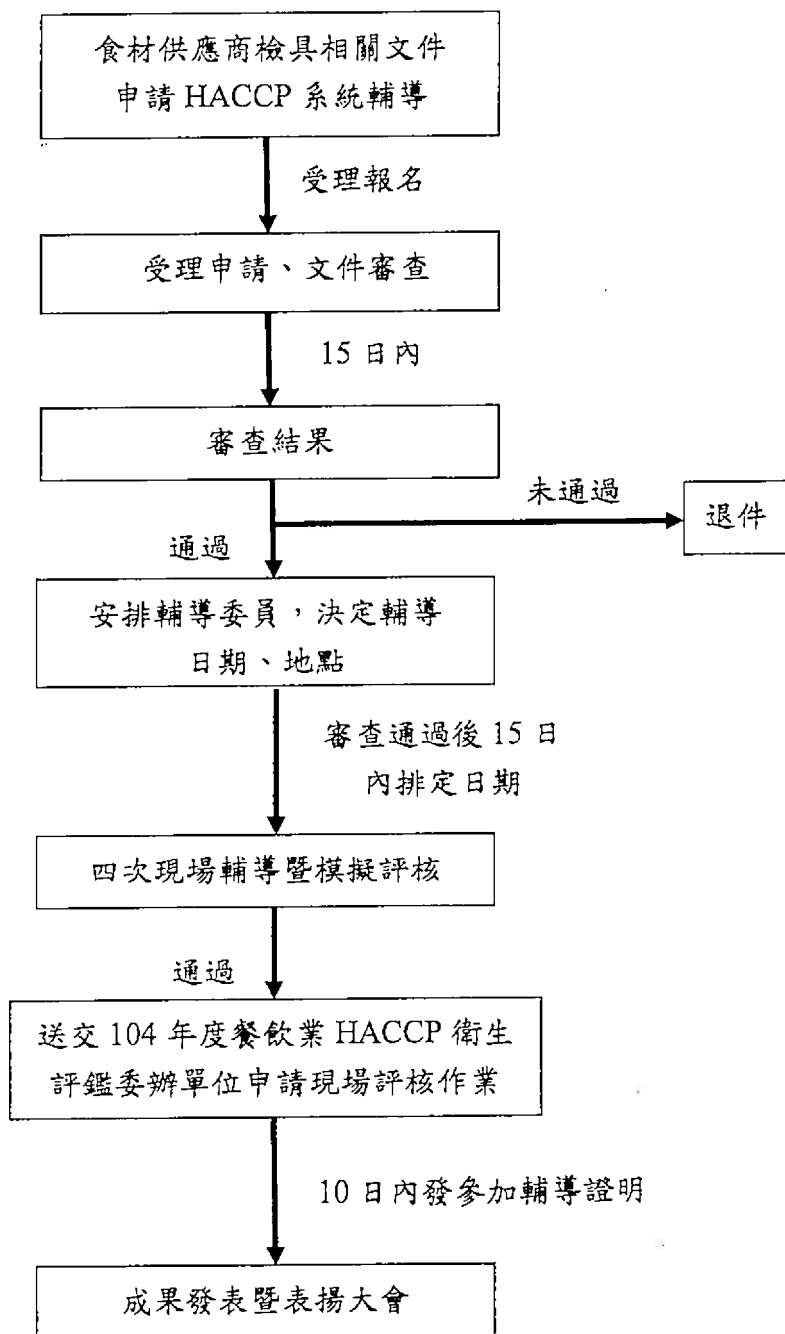 食材供應商檢具相關文件
申請 HACCP 系統輔導
受理報名
受理申請、文件審查
15 日內
審查結果
未通過
退件
通過
安排輔導委員，決定輔導
日期、地點
審查通過後 15 日
內排定日期
四次現場輔導暨模擬評核
通過
送交 104 年度餐飲業 HACCP 衛生
評鑑委辦單位申請現場評核作業
10 日內發參加輔導證明
成果發表暨表揚大會